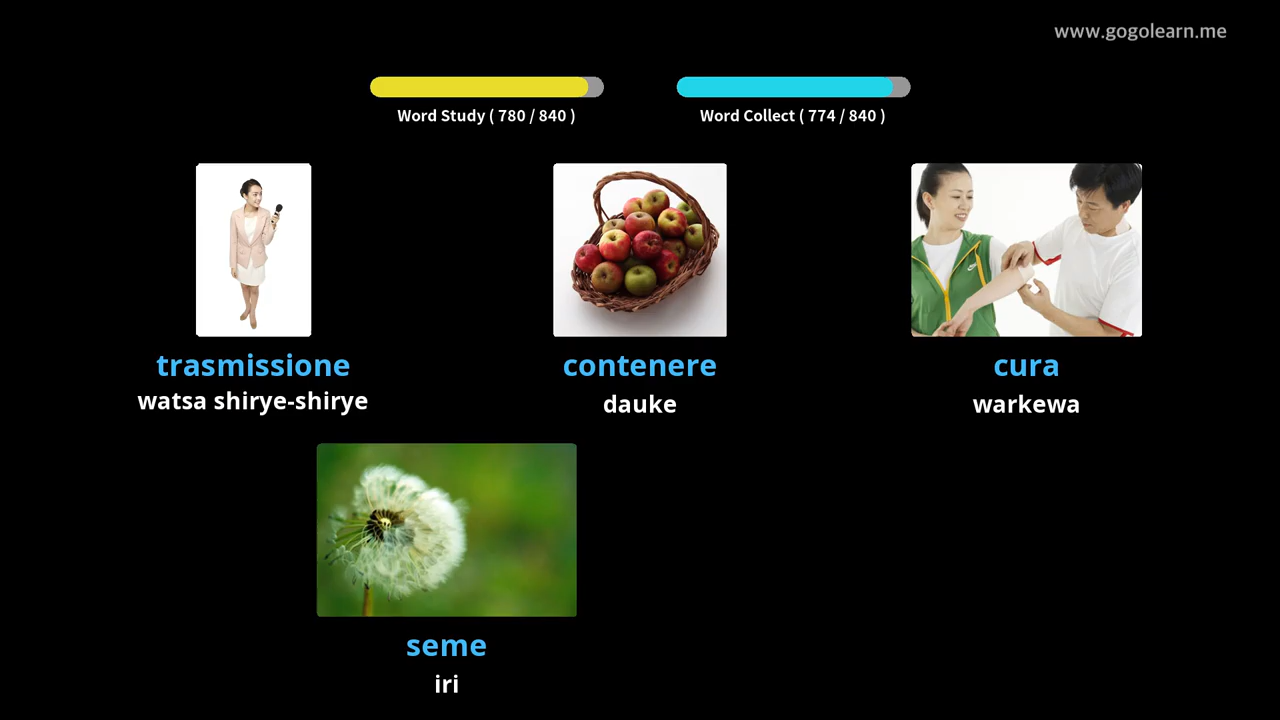 www.gogolearn.me
Word Study ( 780 / 840 )
Word Collect ( 774 / 840 )
trasmissione
watsa shirye-shirye
contenere
dauke
cura
warkewa
seme
iri